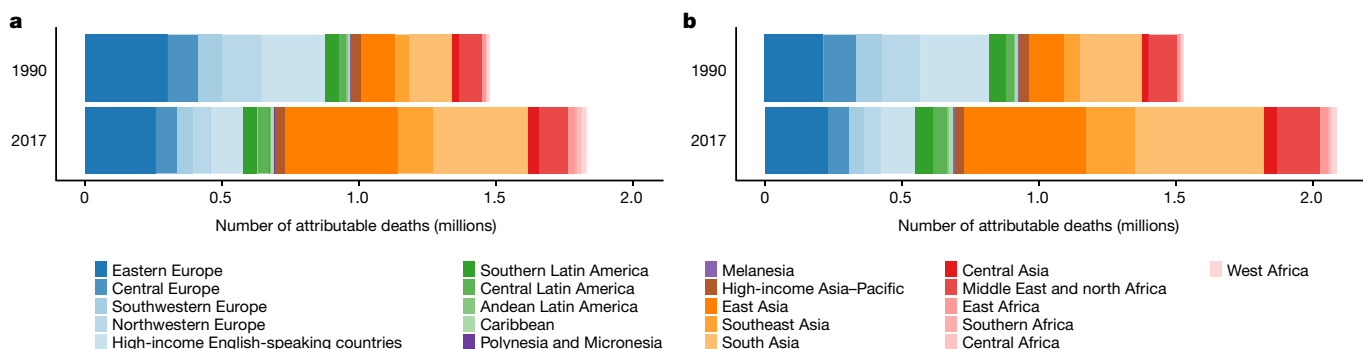 a
1990
2017
0 0.5 1.0 1.5 2.0
Number of attributable deaths (millions)
b
1990
2017
0 0.5 1.0 1.5 2.0
Number of attributable deaths (millions)
Eastern Europe
Central Europe
Southwestern Europe
Northwestern Europe
High-income English-speaking countries
Southern Latin America
Central Latin America
Andean Latin America
Caribbean
Polynesia and Micronesia
Melanesia
High-income Asia–Pacific
East Asia
Southeast Asia
South Asia
Central Asia
Middle East and north Africa
East Africa
Southern Africa
Central Africa
West Africa